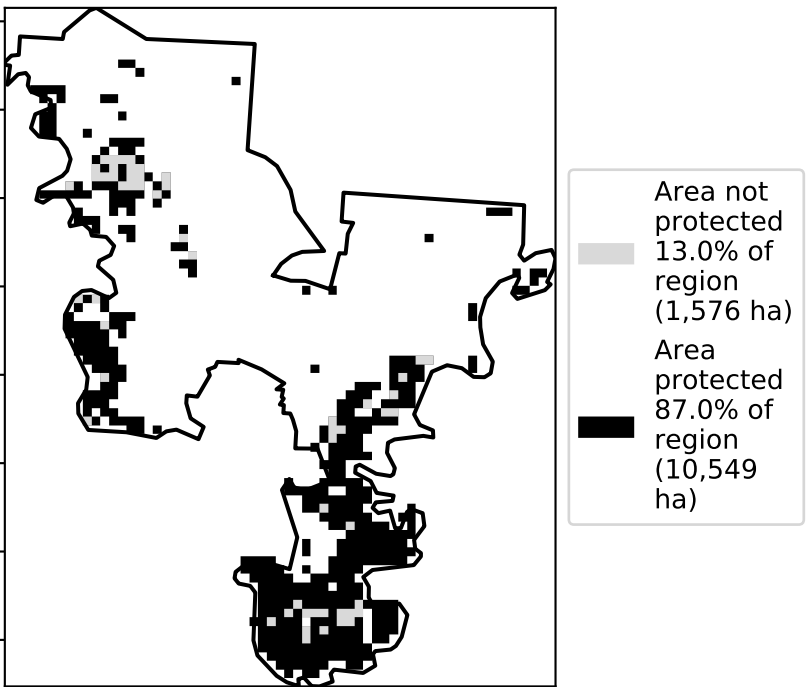 Area not
protected
13.0% of
region
(1,576 ha)
Area
protected
87.0% of
region
(10,549
ha)